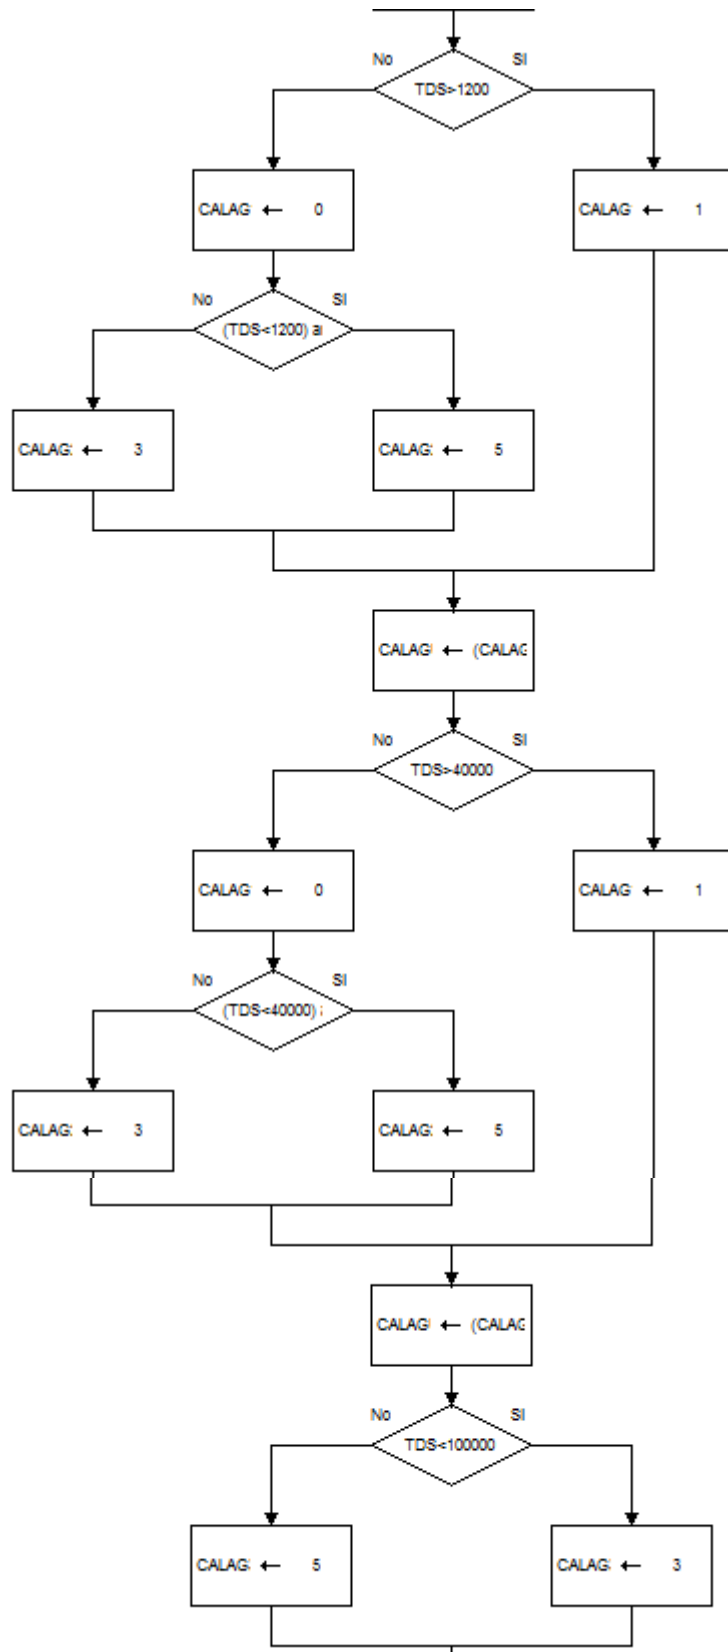 No SI
TDS>1200
CALAG ← 0
CALAG ← 1
No SI
(TDS<1200) a
CALAG ← 3
CALAG ← 5
CALAG ← (CALAG
No SI
TDS>40000
CALAG ← 0
CALAG ← 1
No SI
(TDS<40000)
CALAG ← 3
CALAG ← 5
CALAG ← (CALAG
No SI
TDS<100000
CALAG ← 5
CALAG ← 3